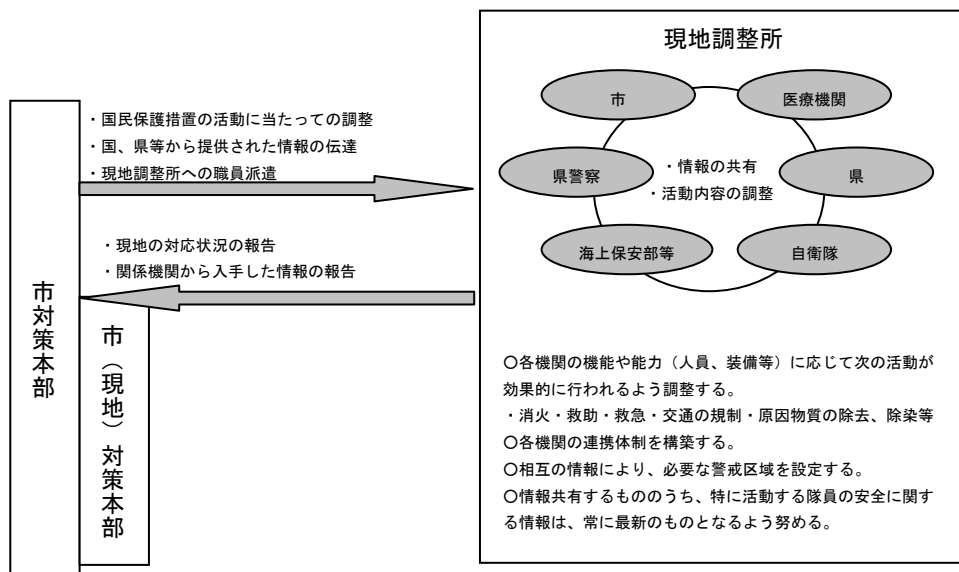 現地調整所
市
医療機関
・国民保護措置の活動に当たっての調整
・国、県等から提供された情報の伝達
・現地調整所への職員派遣
県警察
・情報の共有
・活動内容の調整
県
・現地の対応状況の報告
・関係機関から入手した情報の報告
海上保安部等
自衛隊
市対策本部
市（現地）対策本部
〇各機関の機能や能力（人員、装備等）に応じて次の活動が
効果的に行われるよう調整する。
・消火・救助・救急・交通の規制・原因物質の除去、除染等
〇各機関の連携体制を構築する。
〇相互の情報により、必要な警戒区域を設定する。
〇情報共有するもののうち、特に活動する隊員の安全に関す
る情報は、常に最新のものとなるよう努める。